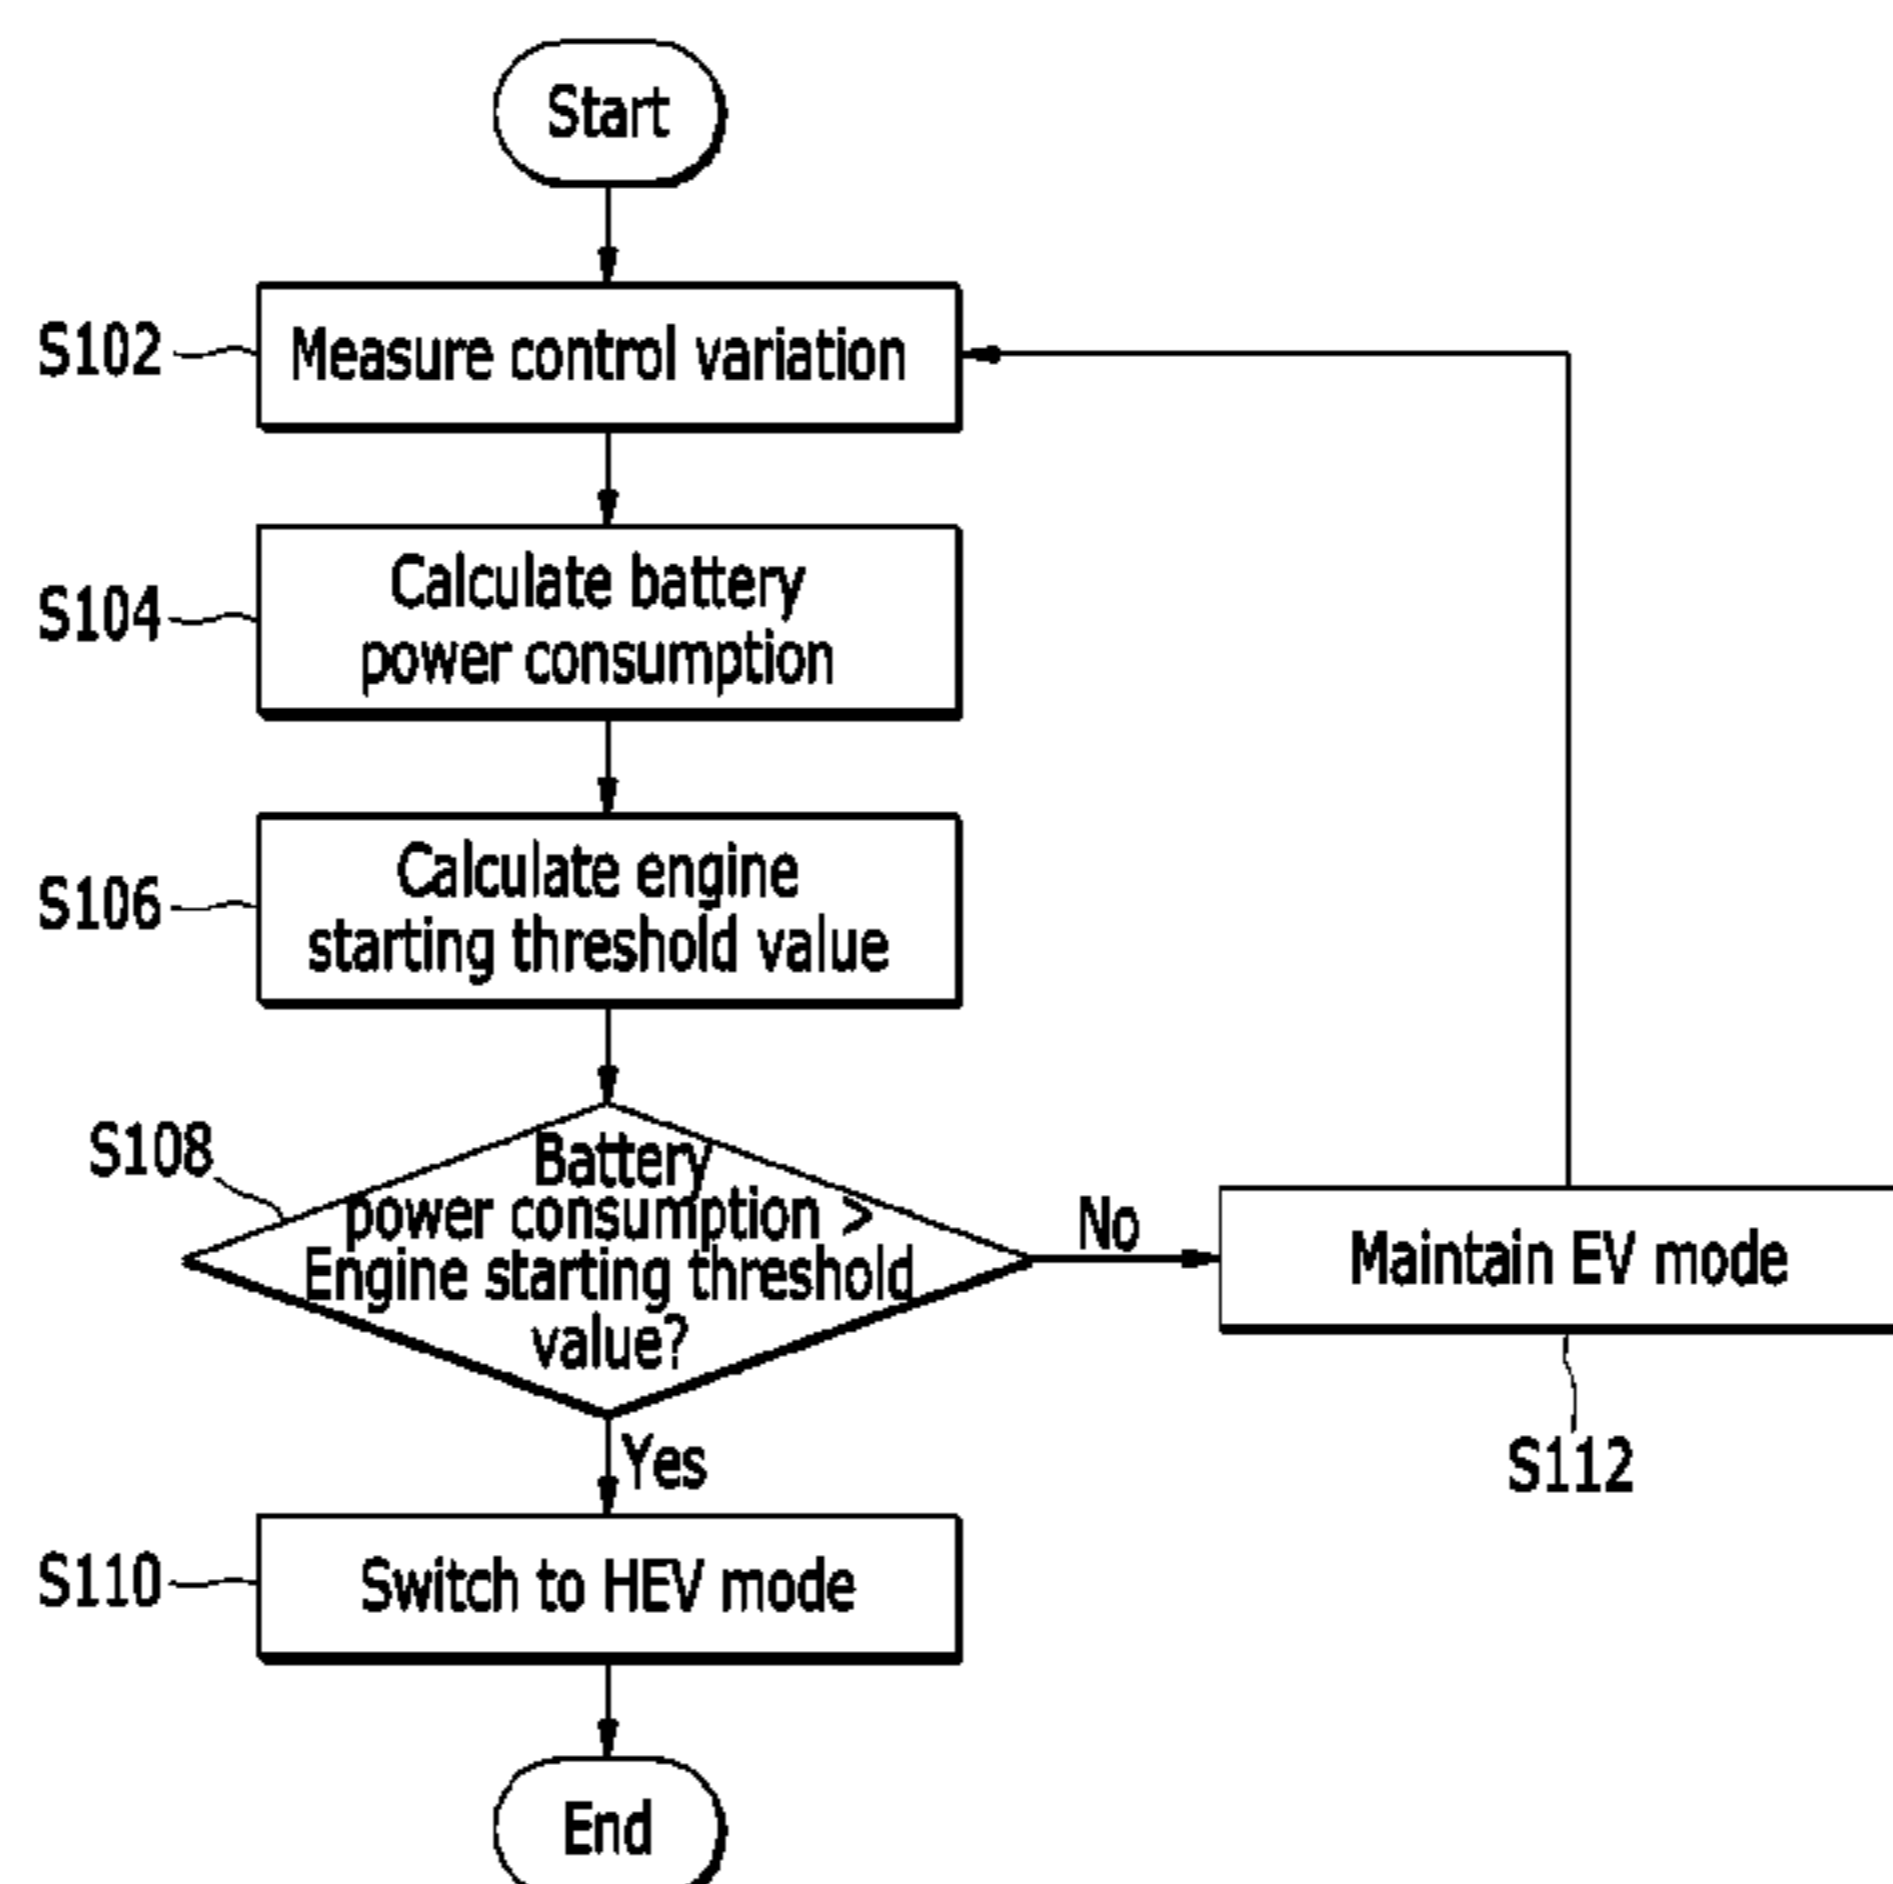 Start
S102
Measure control variation
S104
Calculate battery
power consumption
S106
Calculate engine
starting threshold value
S108
Battery
power consumption >
Engine starting threshold
value?
No
Maintain EV mode
S112
Yes
S110
Switch to HEV mode
End